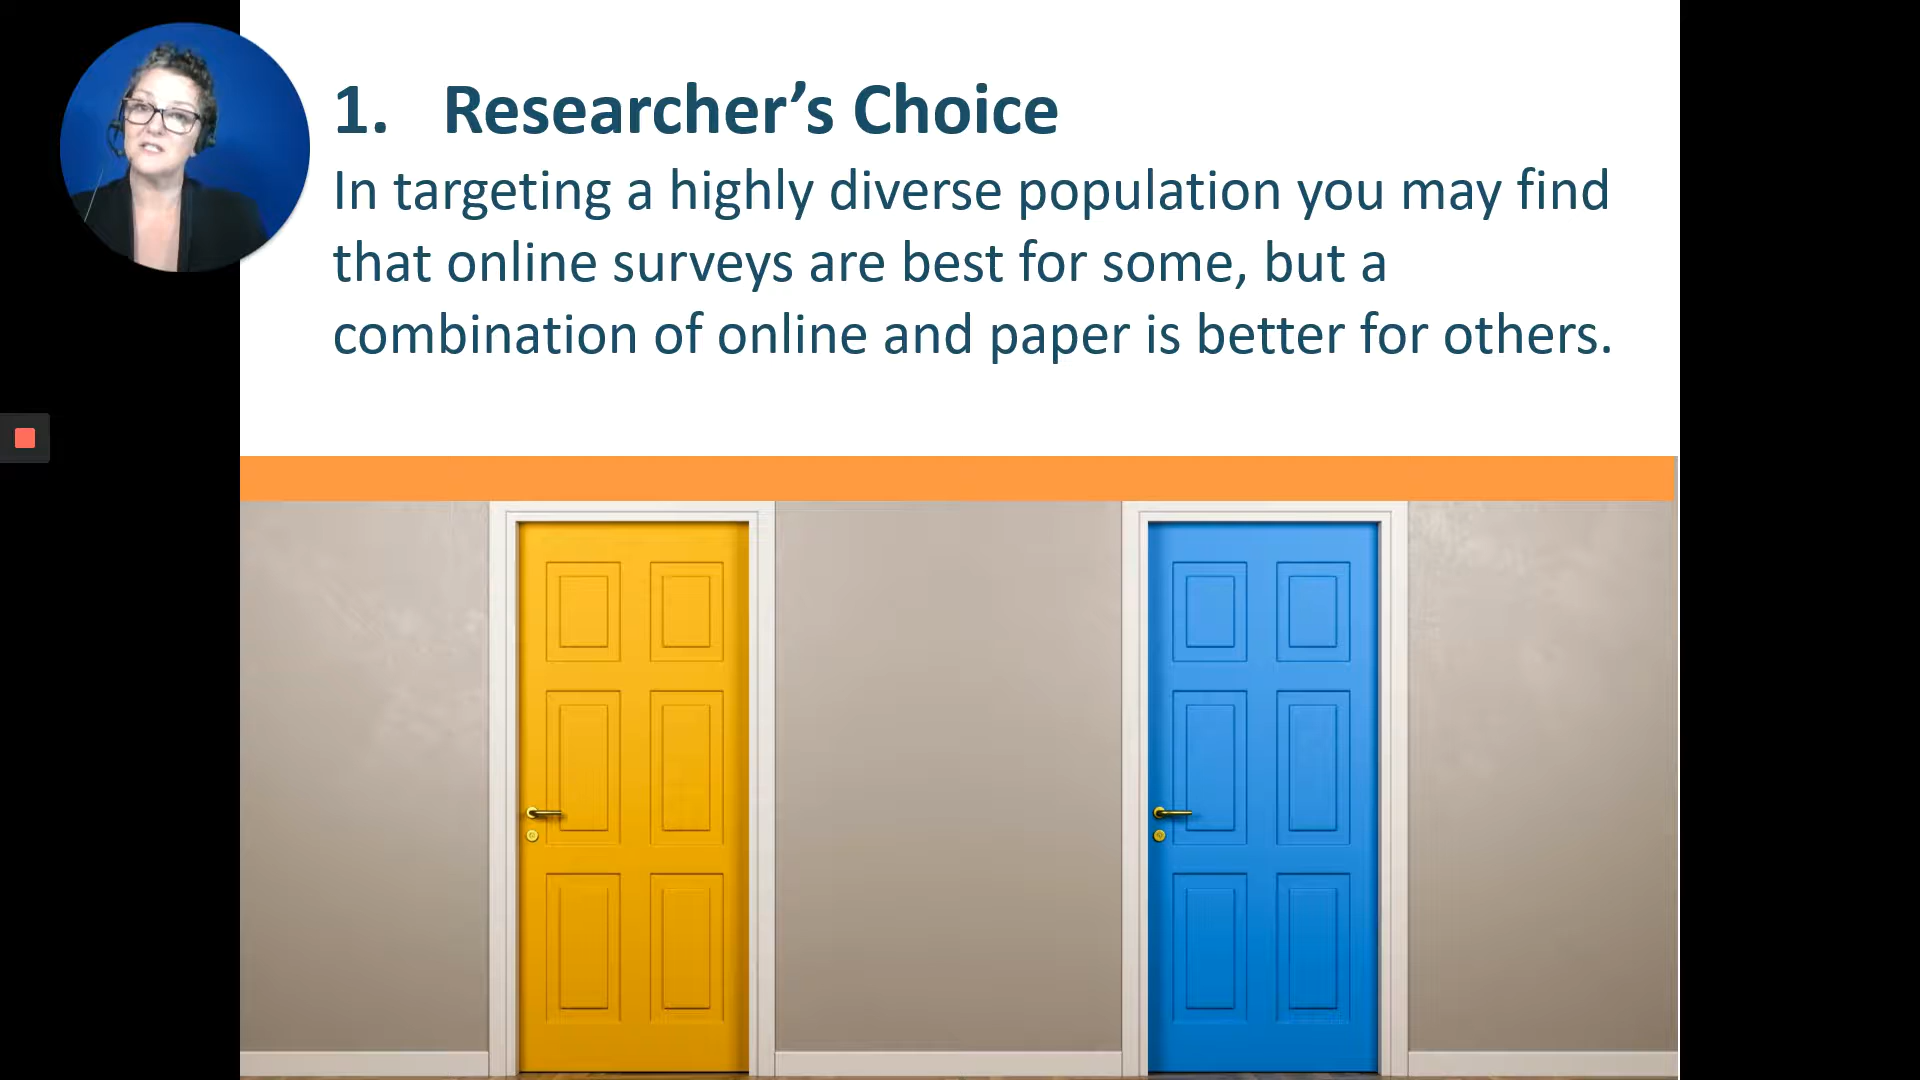 1. Researcher’s Choice
In targeting a highly diverse population you may find
that online surveys are best for some, but a
combination of online and paper is better for others.